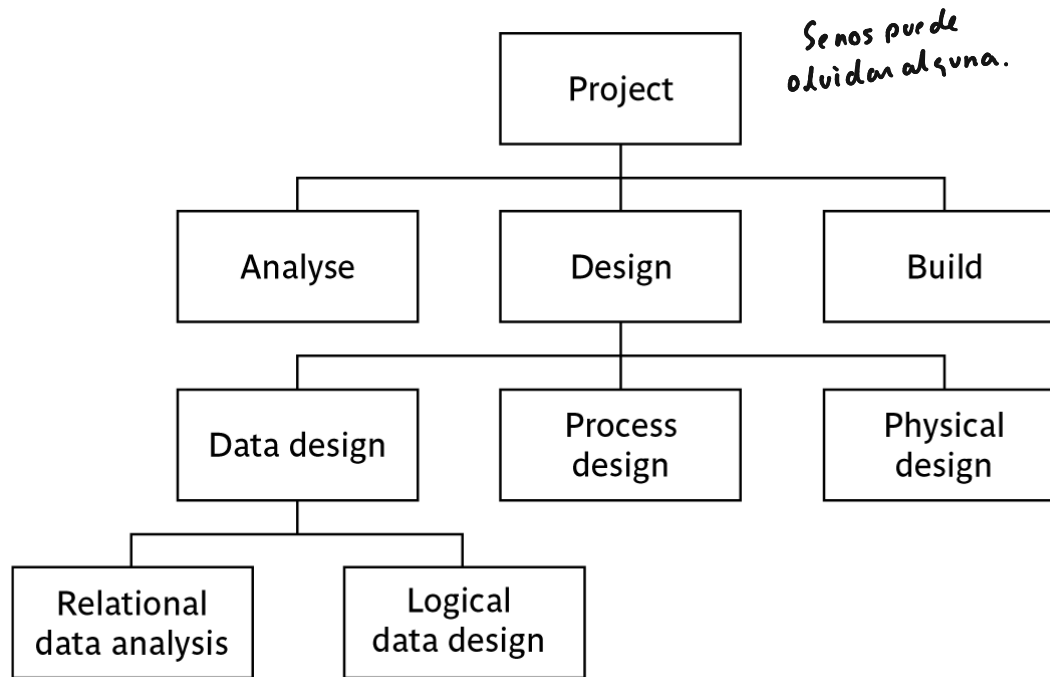 Se nos puede
olvidar alguna.
Project
Analyse
Design
Build
Data design
Process
design
Physical
design
Relational
data analysis
Logical
data design